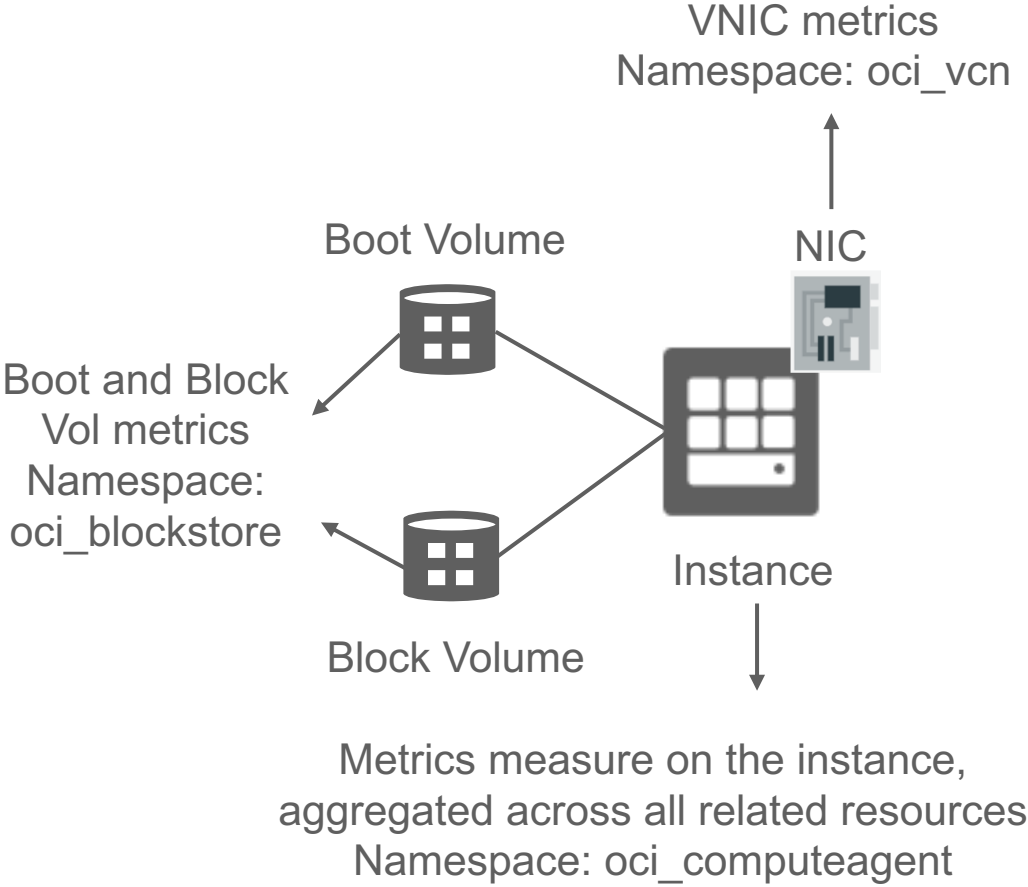 VNIC metrics
Namespace: oci_vcn
NIC
Boot Volume
Boot and Block
Vol metrics
Namespace:
oci_blockstore
Block Volume
Instance
Metrics measure on the instance,
aggregated across all related resources
Namespace: oci_computeagent